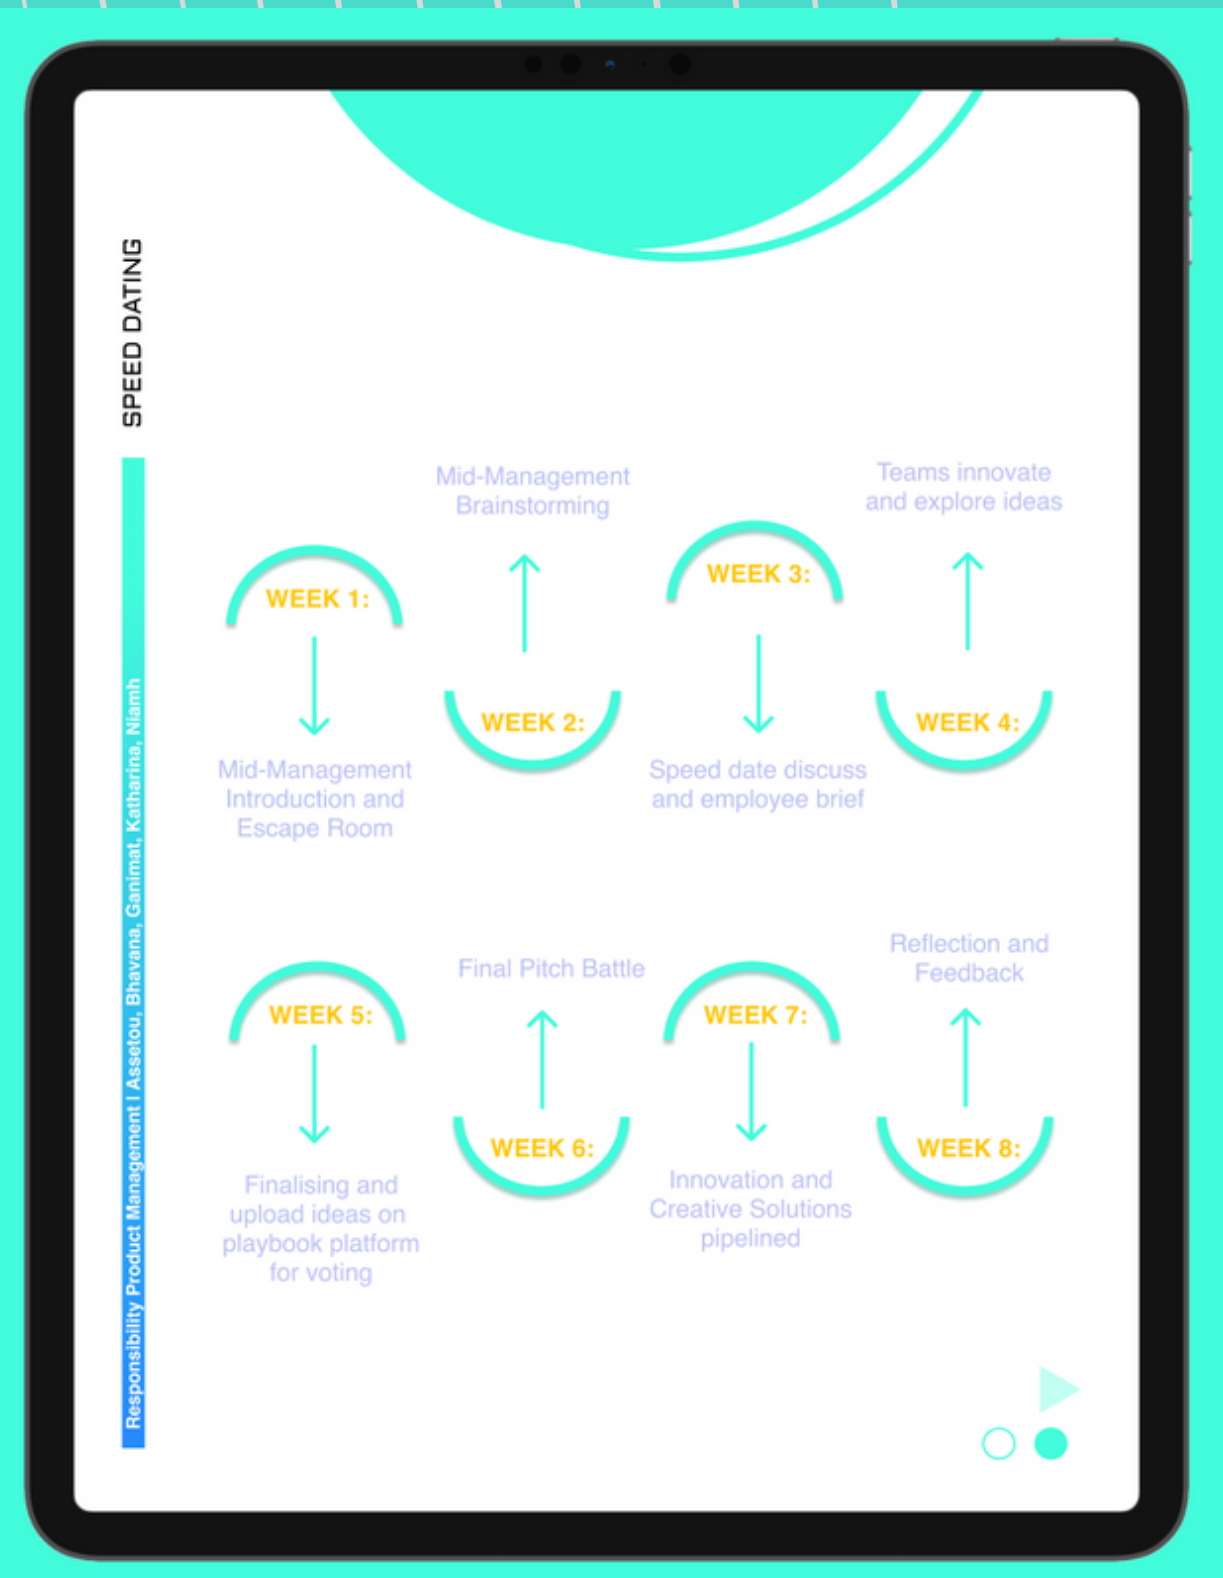 SPEED DATING
Responsibility Product Management | Assetou, Bhavana, Ganimat, Katharina, Niamh
WEEK 1:
Mid-Management
Introduction and
Escape Room
Mid-Management
Brainstorming
WEEK 2:
WEEK 3:
Speed date discuss
and employee brief
Teams innovate
and explore ideas
WEEK 4:
WEEK 5:
Finalising and
upload ideas on
playbook platform
for voting
Final Pitch Battle
WEEK 6:
WEEK 7:
Innovation and
Creative Solutions
pipelined
Reflection and
Feedback
WEEK 8: